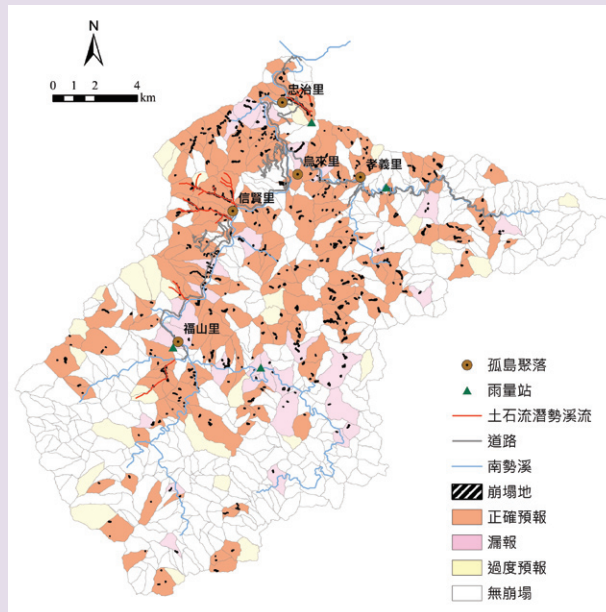 N
0 1 2 4
km
忠治里
烏來里
孝義里
信賢里
福山里
孤島聚落
雨量站
土石流潛勢溪流
道路
南勢溪
崩塌地
正確預報
漏報
過度預報
無崩塌